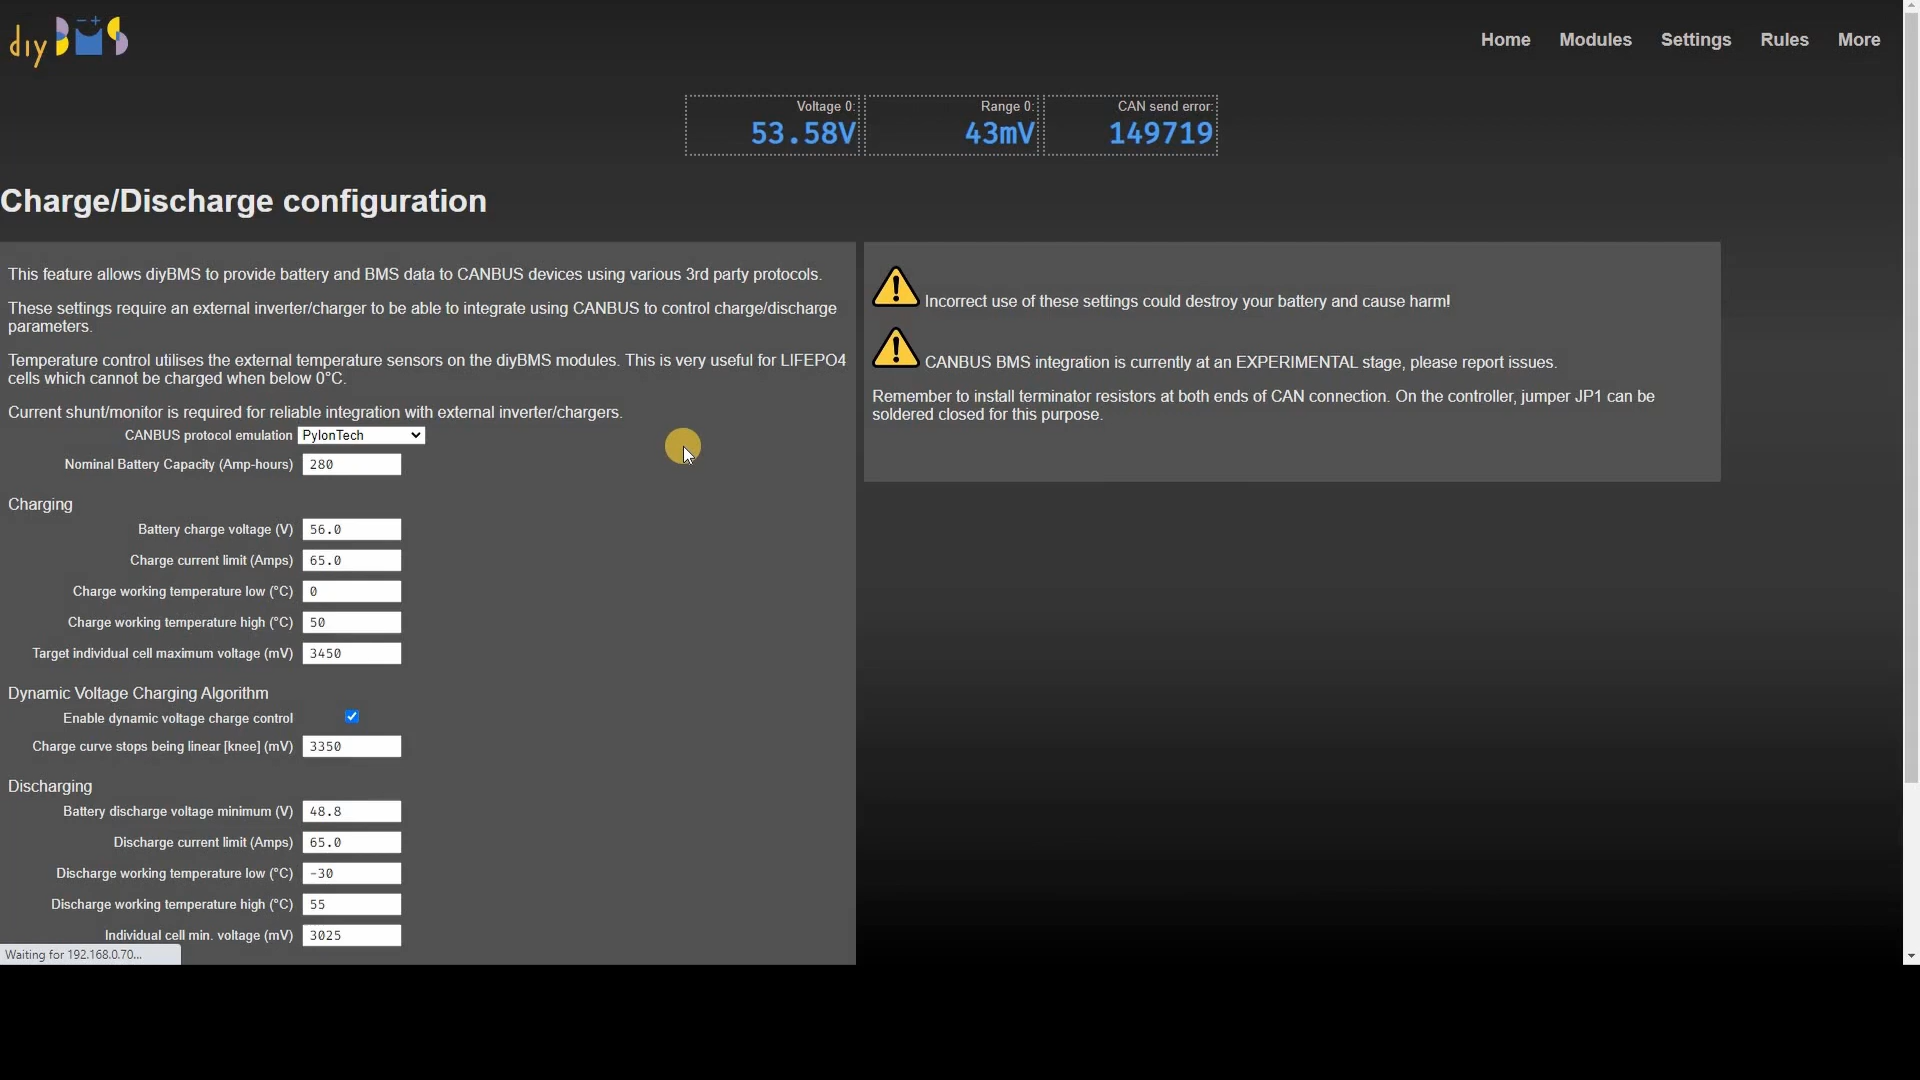 diyBMS
Home Modules Settings Rules More
Voltage 0: Range 0: CAN send error:
53.58V 43mV 149719
Charge/Discharge configuration
This feature allows diyBMS to provide battery and BMS data to CANBUS devices using various 3rd party protocols.
These settings require an external inverter/charger to be able to integrate using CANBUS to control charge/discharge
parameters.
Temperature control utilises the external temperature sensors on the diyBMS modules. This is very useful for LIFEPO4
cells which cannot be charged when below 0°C.
Current shunt/monitor is required for reliable integration with external inverter/chargers.
CANBUS protocol emulation PylonTech
Nominal Battery Capacity (Amp-hours) 280
Charging
Battery charge voltage (V) 56.0
Charge current limit (Amps) 65.0
Charge working temperature low (°C) 0
Charge working temperature high (°C) 50
Target individual cell maximum voltage (mV) 3450
Dynamic Voltage Charging Algorithm
Enable dynamic voltage charge control
Charge curve stops being linear [knee] (mV) 3350
Discharging
Battery discharge voltage minimum (V) 48.8
Discharge current limit (Amps) 65.0
Discharge working temperature low (°C) -30
Discharge working temperature high (°C) 55
Individual cell min. voltage (mV) 3025
Waiting for 192.168.0.70...
Incorrect use of these settings could destroy your battery and cause harm!
CANBUS BMS integration is currently at an EXPERIMENTAL stage, please report issues.
Remember to install terminator resistors at both ends of CAN connection. On the controller, jumper JP1 can be
soldered closed for this purpose.